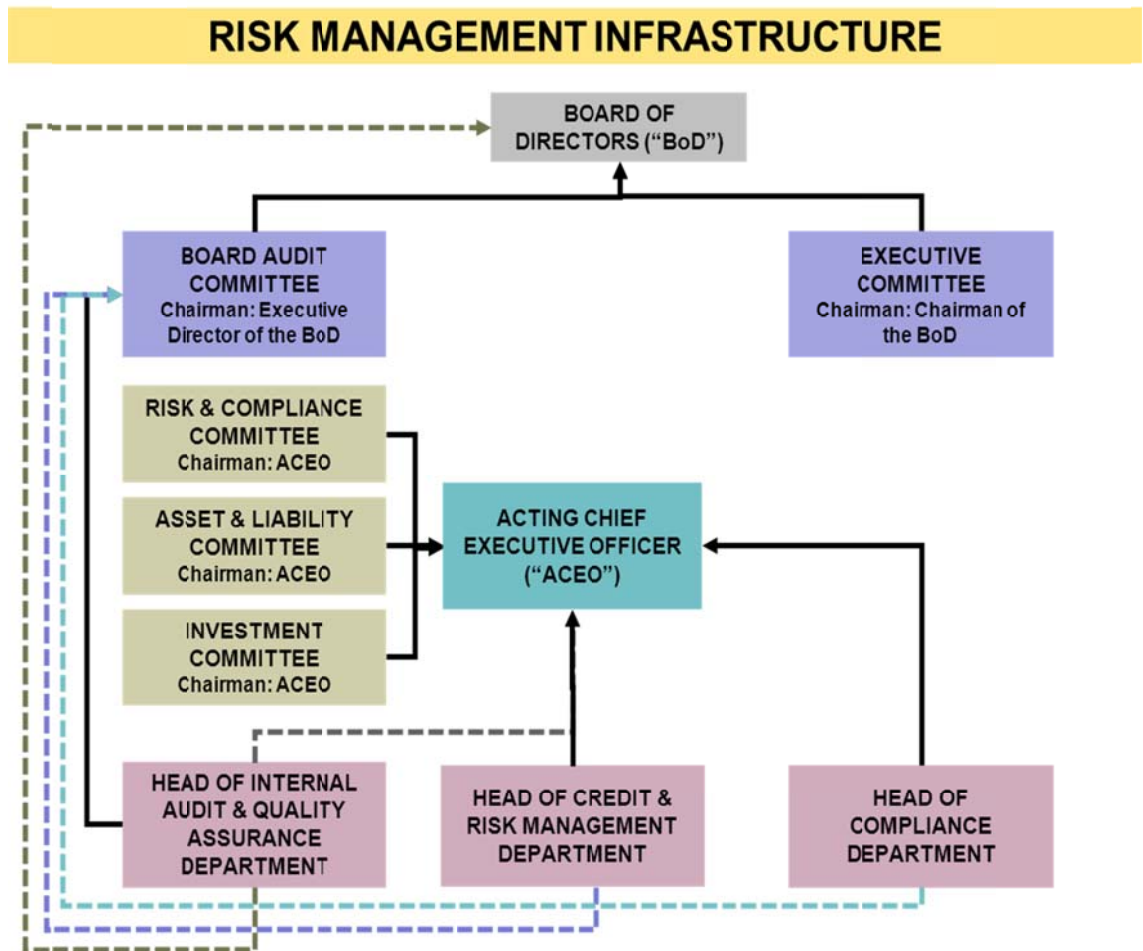 RISK MANAGEMENT INFRASTRUCTURE
BOARD OF
DIRECTORS (“BoD”)
BOARD AUDIT
COMMITTEE
Chairman: Executive
Director of the BoD
EXECUTIVE
COMMITTEE
Chairman: Chairman of
the BoD
RISK & COMPLIANCE
COMMITTEE
Chairman: ACEO
ASSET & LIABILITY
COMMITTEE
Chairman: ACEO
ACTING CHIEF
EXECUTIVE OFFICER
(“ACEO”)
INVESTMENT
COMMITTEE
Chairman: ACEO
HEAD OF INTERNAL
AUDIT & QUALITY
ASSURANCE
DEPARTMENT
HEAD OF CREDIT &
RISK MANAGEMENT
DEPARTMENT
HEAD OF
COMPLIANCE
DEPARTMENT